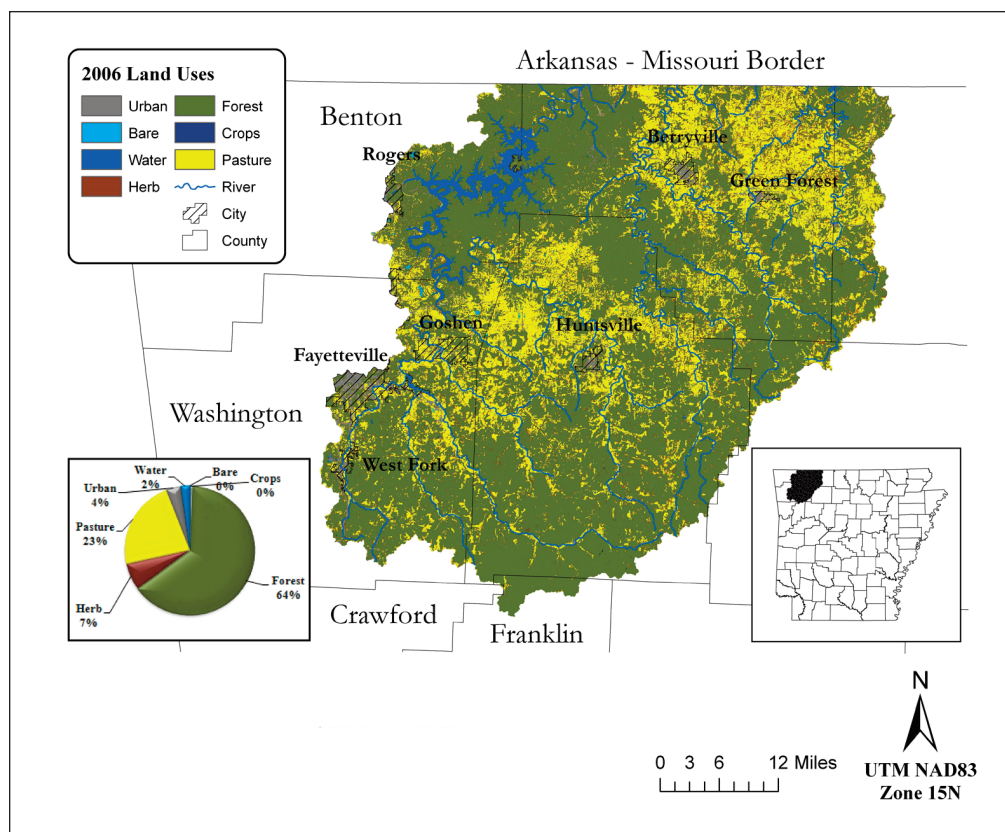 Arkansas - Missouri Border
2006 Land Uses
Urban
Forest
Bare
Crops
Water
Pasture
Herb
River
City
County
Benton
Rogers
Berryville
Green Forest
Goshen
Huntsville
Fayetteville
Washington
West Fork
Water
2%
Bare
0%
Crops
0%
Urban
4%
Pasture
23%
Forest
64%
Herb
7%
Crawford
Franklin
N
0 3 6 12 Miles
UTM NAD83
Zone 15N